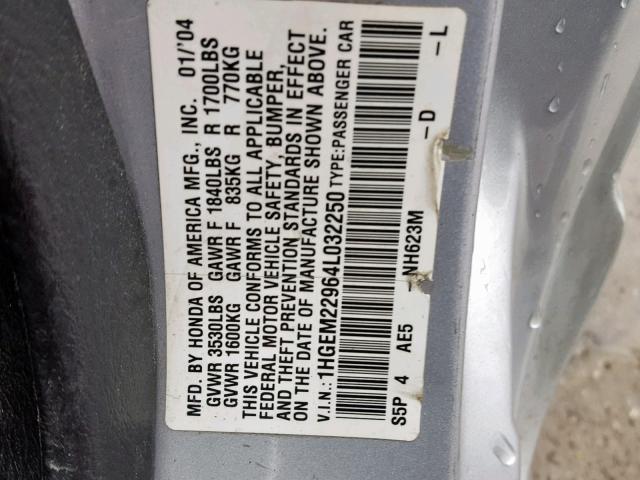 MFD. BY HONDA OF AMERICA MFG., INC. 01/'04
GVWR 3530LBS GAWR F 1840LBS R 1700LBS
GVWR 1600KG GAWR F 835KG R 770KG
THIS VEHICLE CONFORMS TO ALL APPLICABLE
FEDERAL MOTOR VEHICLE SAFETY, BUMPER,
AND THEFT PREVENTION STANDARDS IN EFFECT
ON THE DATE OF MANUFACTURE SHOWN ABOVE.
V.I.N.: 1HGEM22964L032250 TYPE:PASSENGER CAR
S5P 4 AE5 -NH623M -D -L